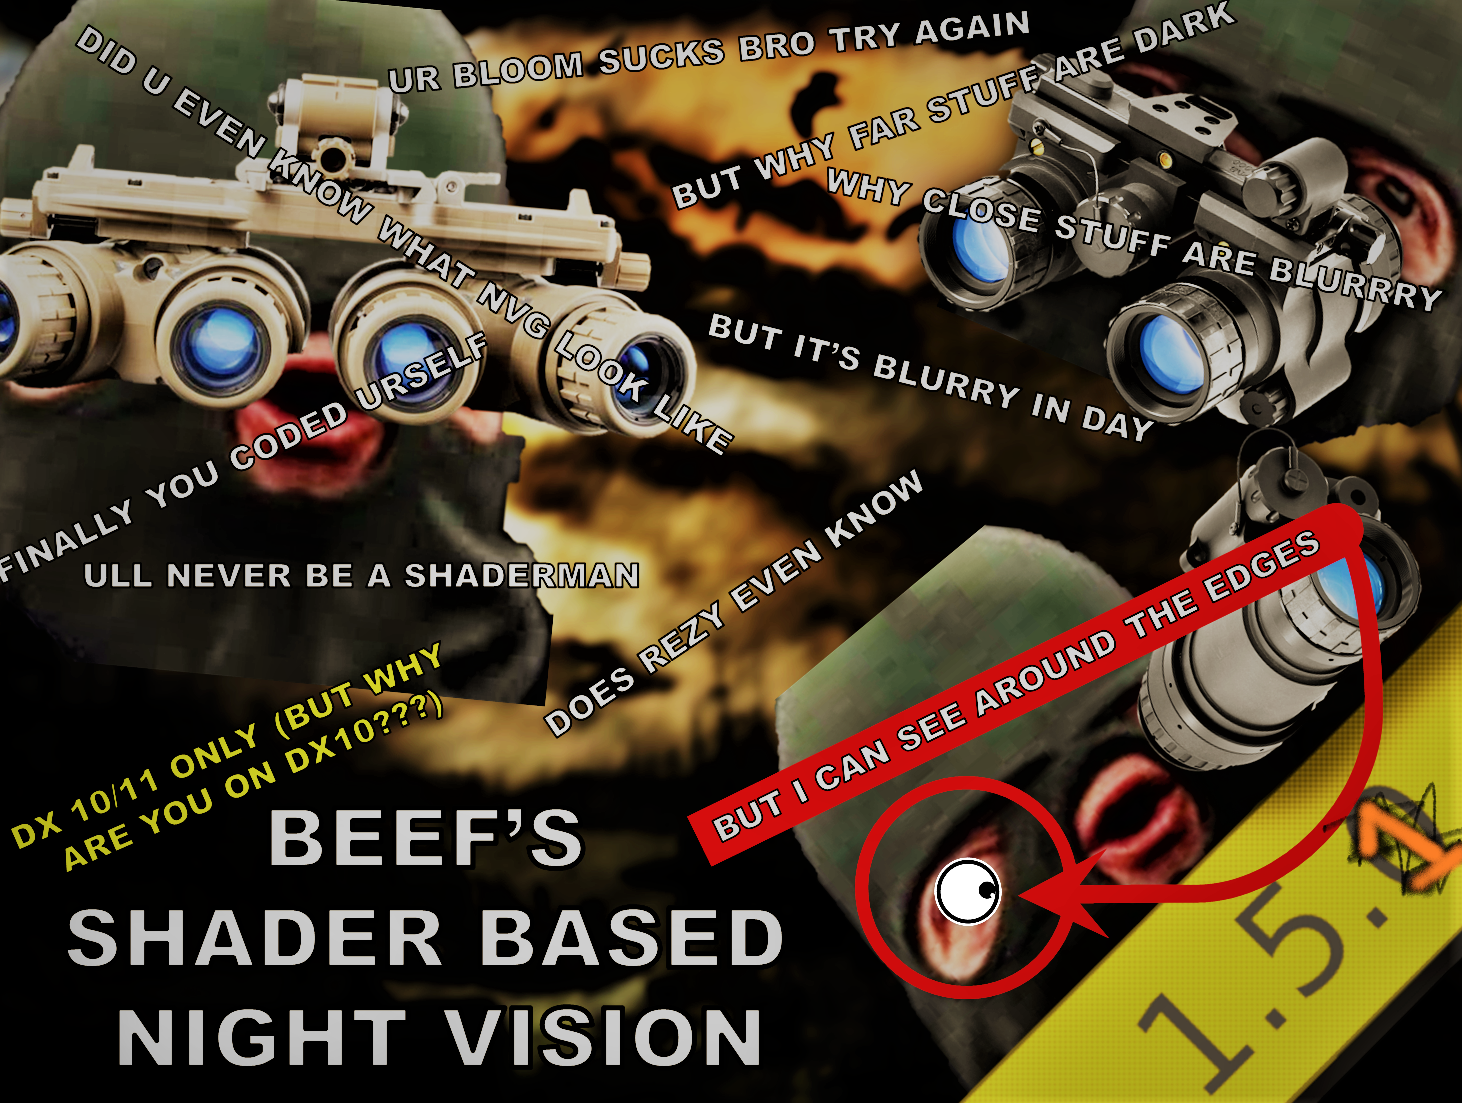 DID U EVEN KNOW WHAT NVG LOOK LIKE
UR BLOOM SUCKS BRO TRY AGAIN
BUT WHY FAR STUFF ARE DARK
WHY CLOSE STUFF ARE BLURRRY
BUT IT'S BLURRY IN DAY
FINALLY YOU CODED URSELF
ULL NEVER BE A SHADERMAN
DOES REZY EVEN KNOW
BUT I CAN SEE AROUND THE EDGES
DX 10/11 ONLY (BUT WHY
ARE YOU ON DX10???)
BEEF'S
SHADER BASED
NIGHT VISION
1.5.1